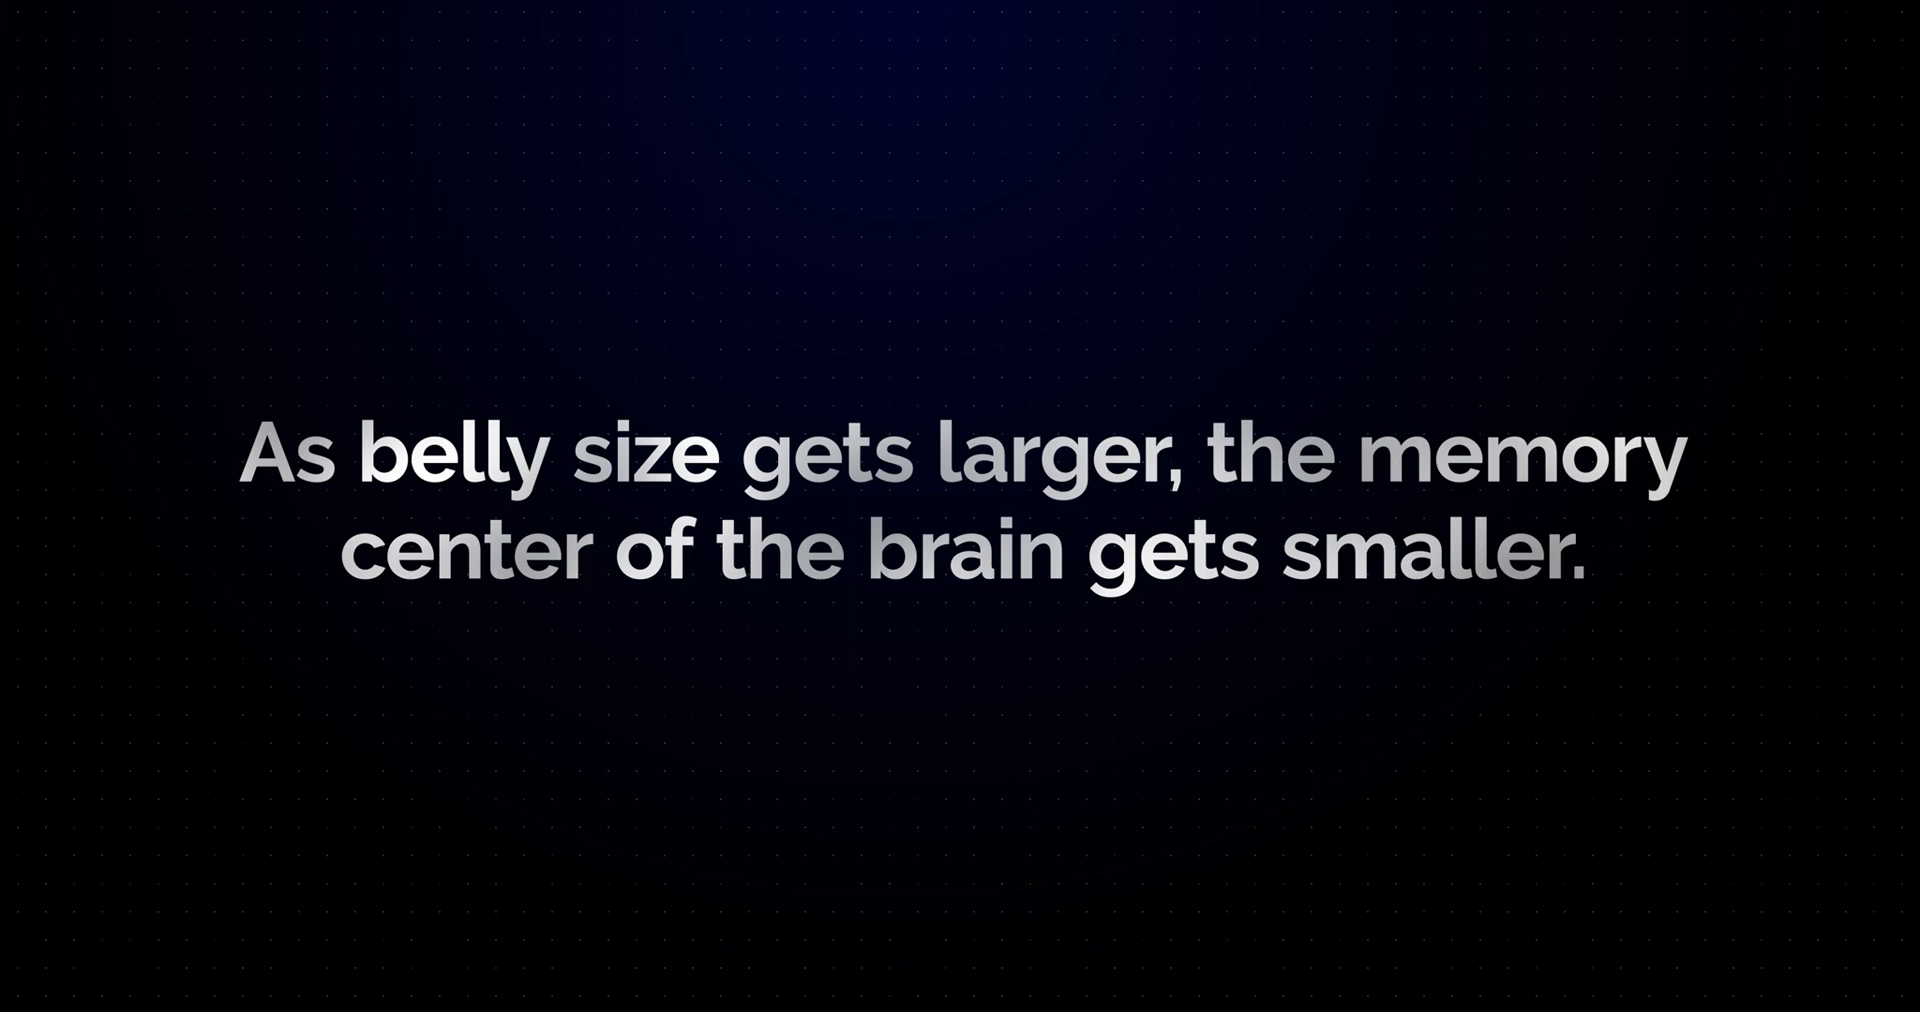 As belly size gets larger, the memory
center of the brain gets smaller.